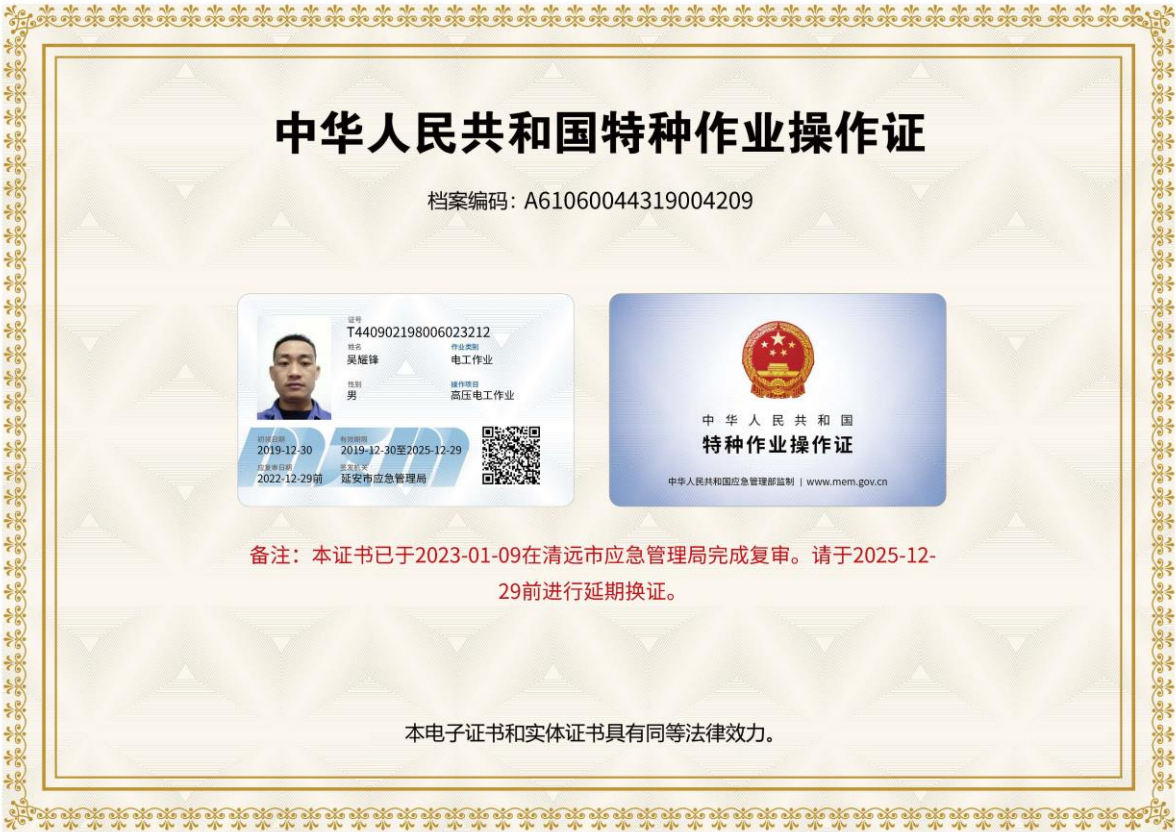 中华人民共和国特种作业操作证
档案编码：A61060044319004209
证号
T440902198006023212
姓名
吴耀锋
作业类别
电工作业
性别
男
操作项目
高压电工作业
初领日期
2019-12-30
有效期限
2019-12-30至2025-12-29
应复审日期
2022-12-29前
签发机关
延安市应急管理局
中华人民共和国
特种作业操作证
中华人民共和国应急管理部监制 | www.mem.gov.cn
备注：本证书已于2023-01-09在清远市应急管理局完成复审。请于2025-12-
29前进行延期换证。
本电子证书和实体证书具有同等法律效力。